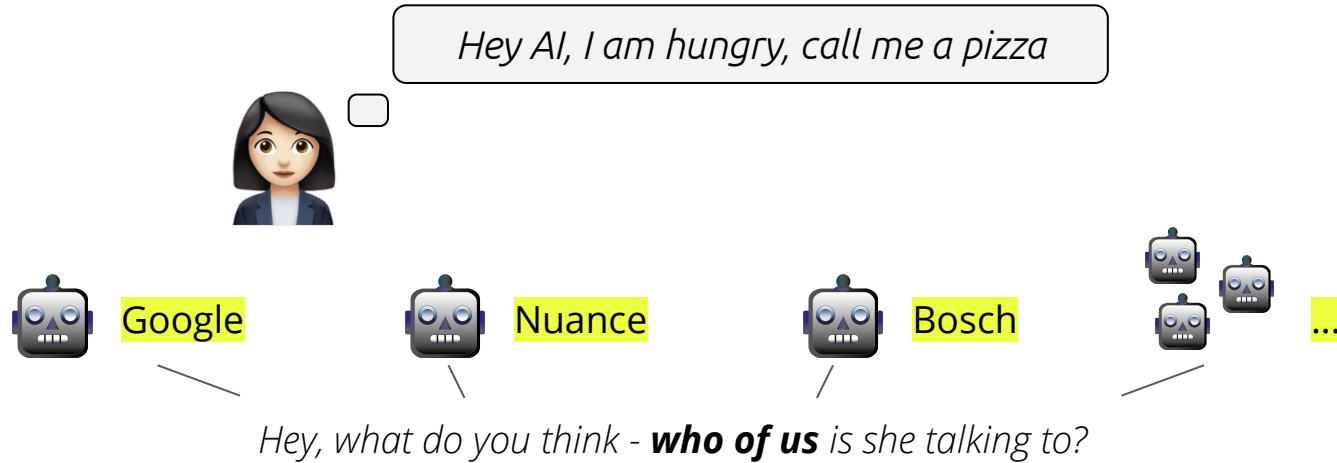 Hey AI, I am hungry, call me a pizza
Google
Nuance
Bosch
...
Hey, what do you think - who of us is she talking to?